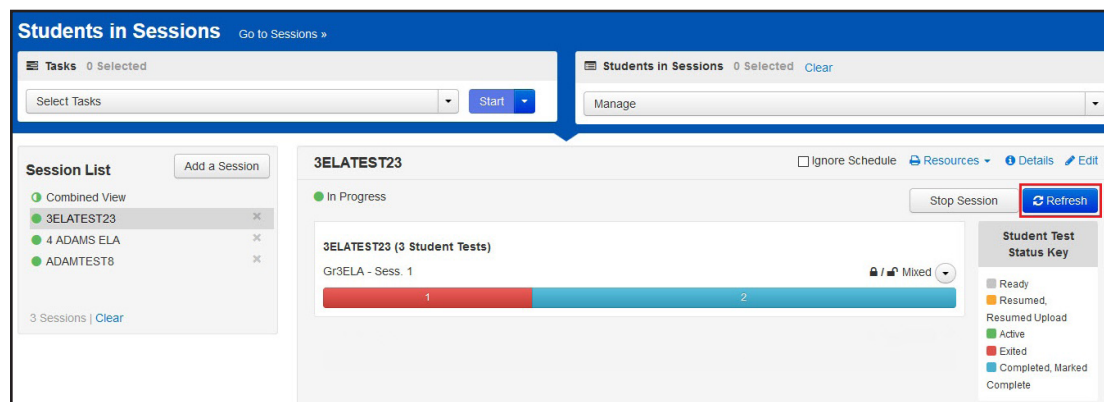 Students in Sessions Go to Sessions »
Tasks 0 Selected
Select Tasks
Start
Students in Sessions 0 Selected Clear
Manage
Session List
Add a Session
Combined View
3ELATEST23
4 ADAMS ELA
ADAMTEST8
3 Sessions | Clear
3ELATEST23
Ignore Schedule Resources Details Edit
In Progress
Stop Session Refresh
3ELATEST23 (3 Student Tests)
Gr3ELA - Sess. 1
/ Mixed
1 2
Student Test
Status Key
Ready
Resumed,
Resumed Upload
Active
Exited
Completed, Marked
Complete